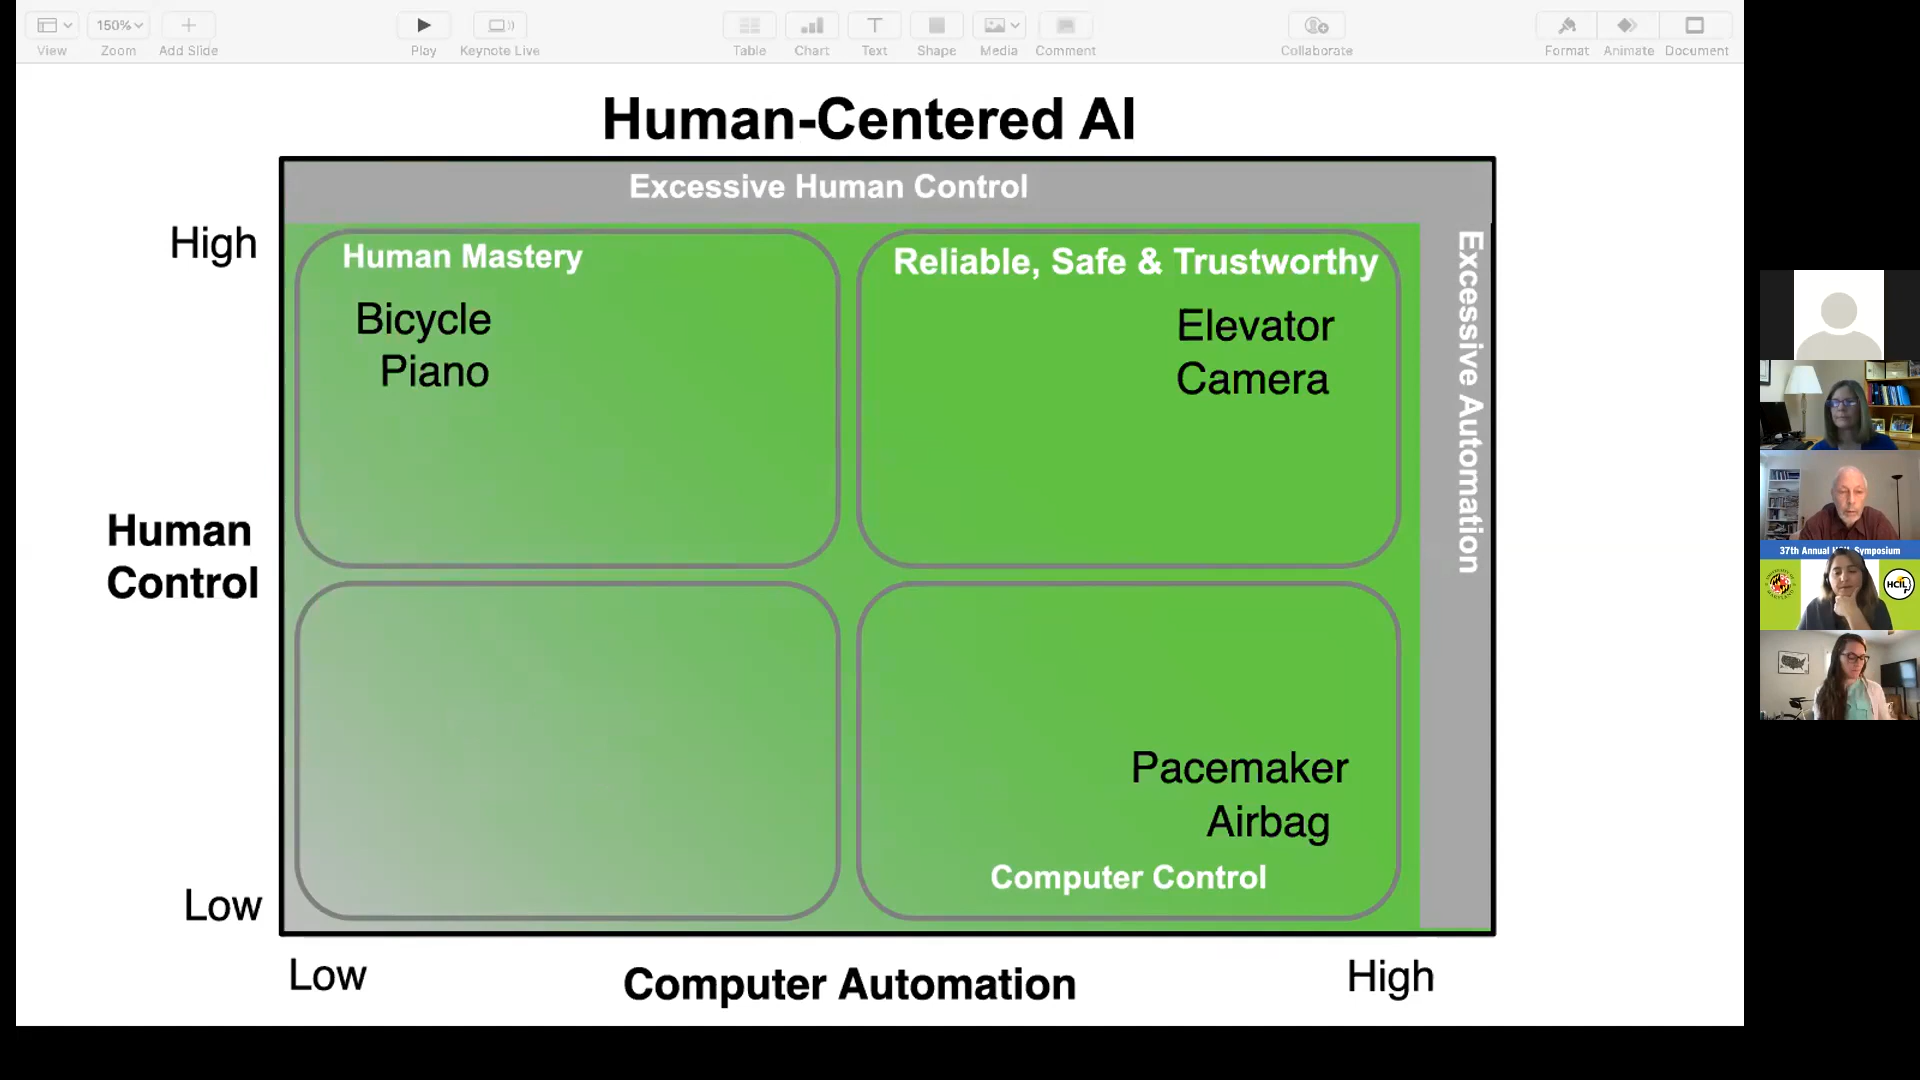 150%
View
Zoom
Add Slide
Play
Keynote Live
Table
Chart
Text
Shape
Media
Comment
Collaborate
Format
Animate
Document
Human-Centered AI
Excessive Human Control
High
Human Mastery
Bicycle
Piano
Reliable, Safe & Trustworthy
Elevator
Camera
Excessive Automation
Human
Control
Pacemaker
Airbag
Computer Control
Low
Low
Computer Automation
High
37th Annual Symposium
HCIL